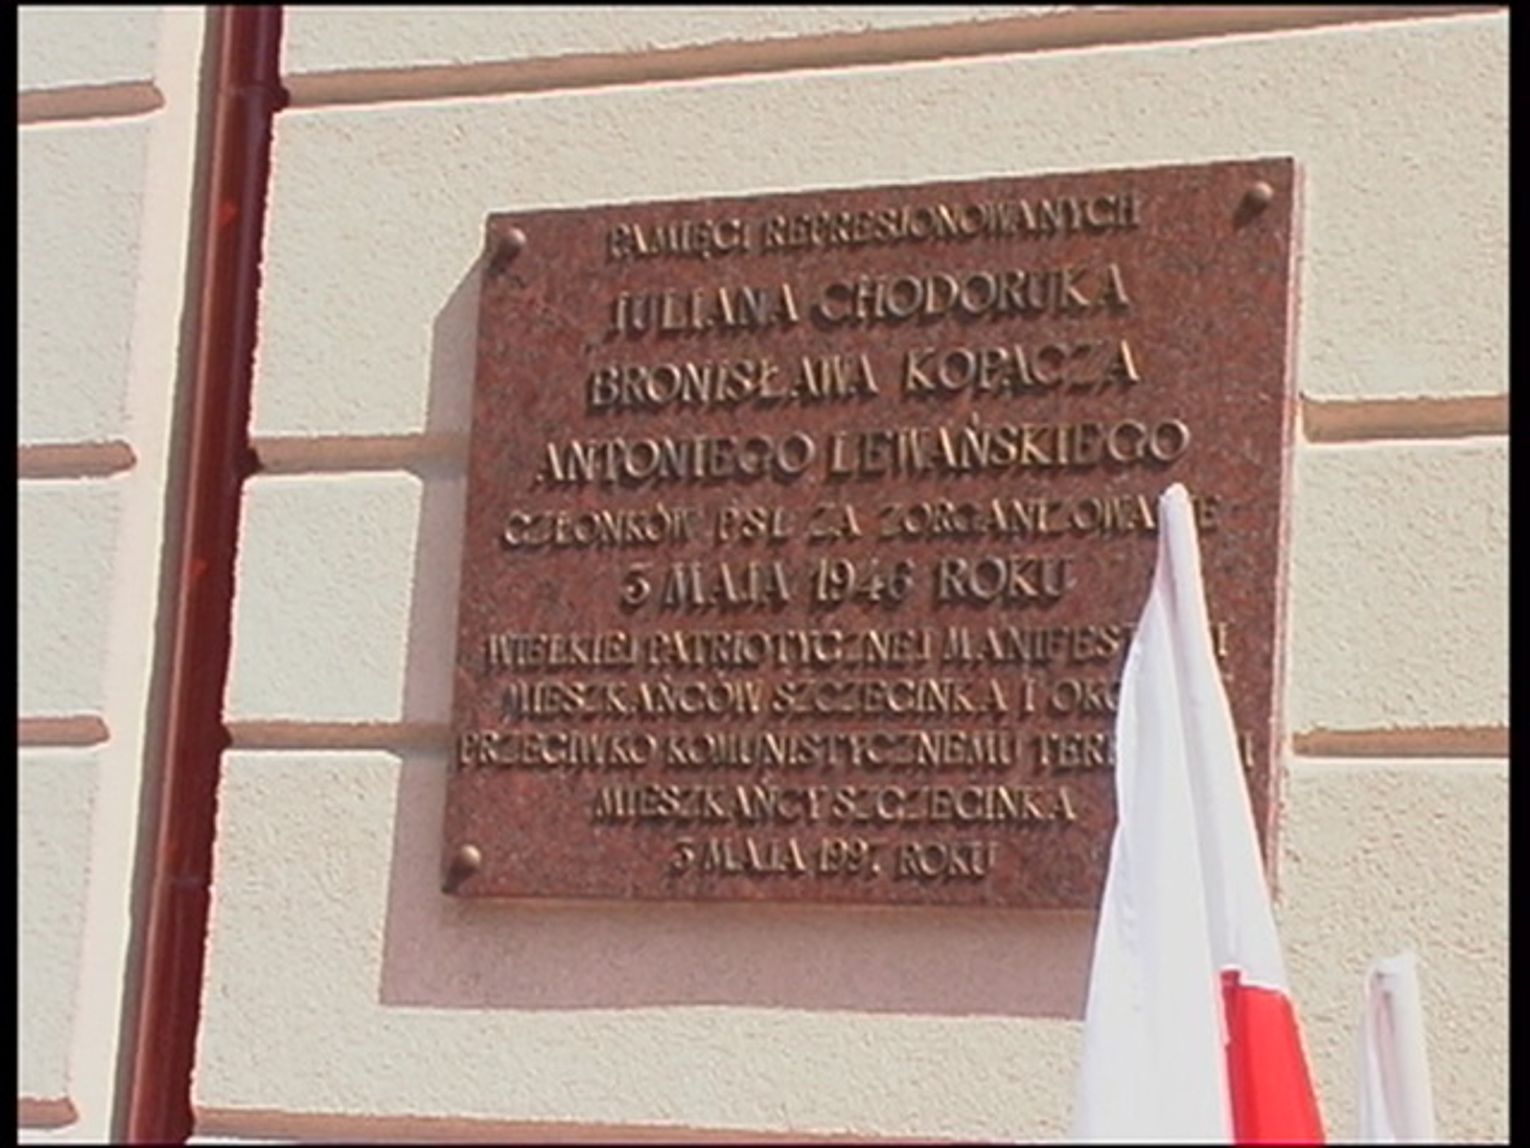 PAMIĘCI REPRESJONOWANYCH
JULIANA CHODORUKA
BRONISŁAWA KOPACZA
ANTONIEGO LEWAŃSKIEGO
CZŁONKÓW PSL ZA ZORGANIZOWANIE
3 MAJA 1946 ROKU
WIELKIEJ PATRIOTYCZNEJ
MIESZKAŃCÓW SZCZECINKA I
PRZECIWKO KOMUNISTYCZNEMU
MIESZKAŃCY SZCZECINKA
3 MAJA 1997 ROKU